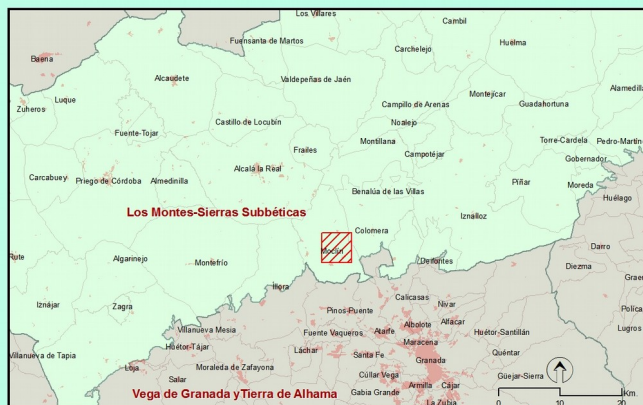 Los Villares
Cambil
Fuensanta de Martos
Huelma
Carchelejo
Baena
Alcaudete
Valdepeñas de Jaén
Montejícar
Alamedilla
Luque
Zuheros
Campillo de Arenas
Guadahortuna
Castillo de Locubín
Noalejo
Fuente-Tojar
Montillana
Torre-Cardela
Pedro-Martín
Frailes
Campotéjar
Gobernador
Alcalá la Real
Carcabuey
Priego de Córdoba
Almedinilla
Píñar
Moreda
Benalúa de las Villas
Huélago
Los Montes-Sierras Subbéticas
Iznalloz
Colomera
Moclín
Darro
Rute
Algarinejo
Montefrío
Deifontes
Diezma
Íllora
Calicasas
Iznájar
Zagra
Pinos-Puente
Nívar
Policar
Villanueva Mesia
Fuente Vaqueros
Atarfe
Albolote
Alfacar
Lugros
Huétor-Santillán
Maracena
Huétor-Tájar
Láchar
Villanueva de Tapia
Santa Fe
Quéntar
Loja
Granada
Moraleda de Zafayona
Cúllar Vega
Güejar-Sierra
Salar
Armilla
Cájar
Vega de Granada y Tierra de Alhama
Gabia Grande
La Zubia
0 10 20
Km